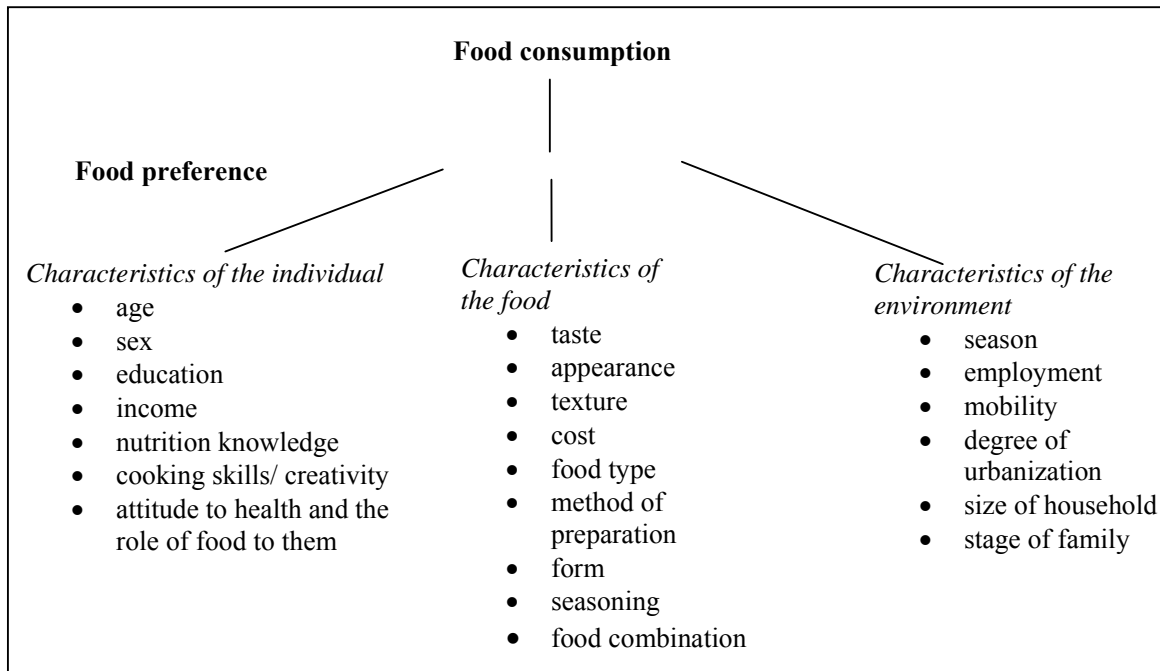 Food consumption
Food preference
Characteristics of the individual
• age
• sex
• education
• income
• nutrition knowledge
• cooking skills/ creativity
• attitude to health and the
role of food to them
Characteristics of
the food
• taste
• appearance
• texture
• cost
• food type
• method of
preparation
• form
• seasoning
• food combination
Characteristics of the
environment
• season
• employment
• mobility
• degree of
urbanization
• size of household
• stage of family